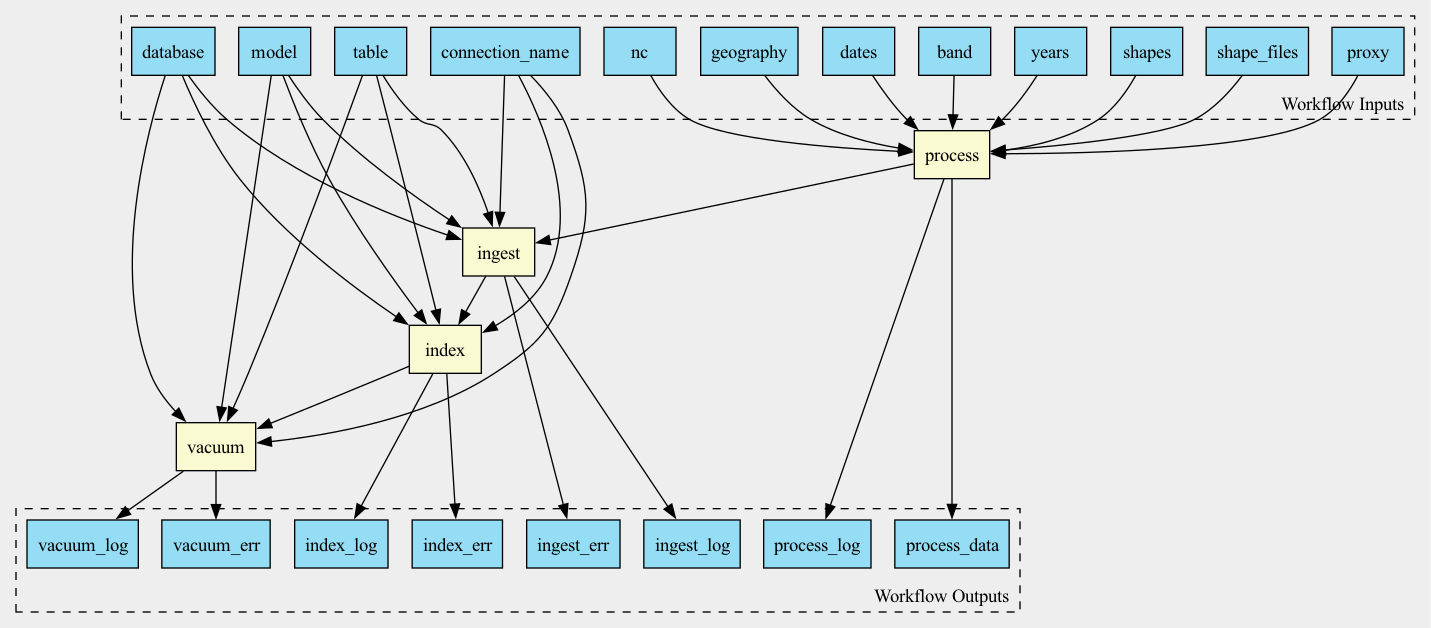 database
model
table
connection_name
nc
geography
dates
band
years
shapes
shape_files
proxy
Workflow Inputs
process
ingest
index
vacuum
vacuum_log
vacuum_err
index_log
index_err
ingest_err
ingest_log
process_log
process_data
Workflow Outputs